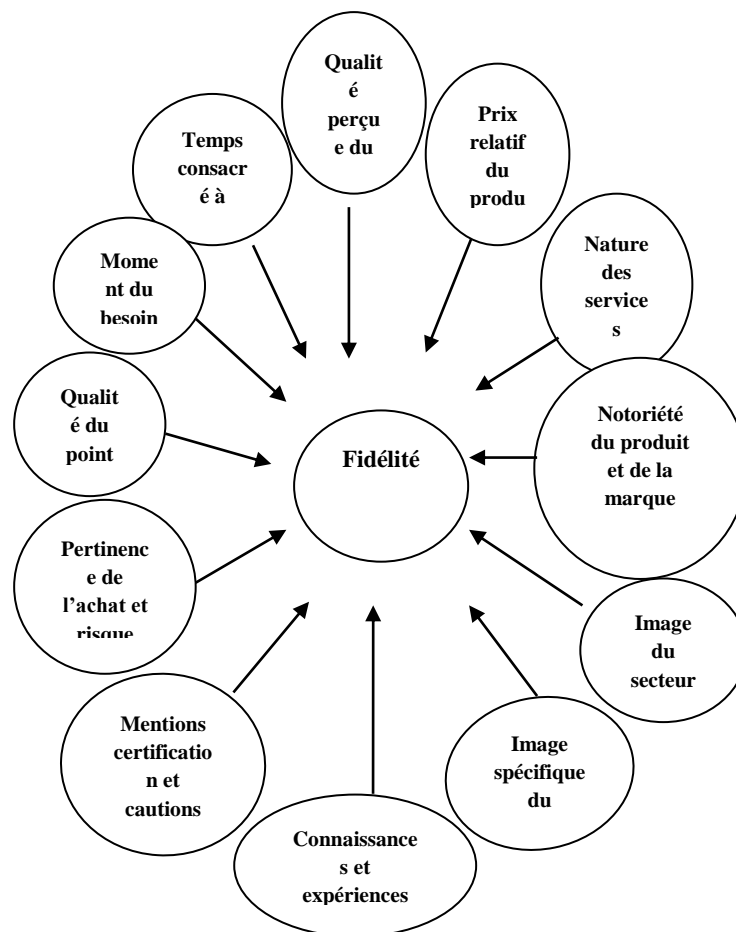 Qualit
é
perçu
e du
Prix
relatif
du
produ
Temps
consacr
é à
Nature
des
service
s
Mome
nt du
besoin
Qualit
é du
point
Fidélité
Notoriété
du produit
et de la
marque
Pertinenc
e de
l’achat et
risque
Image
du
secteur
Mentions
certificatio
n et
cautions
Image
spécifique
du
Connaissance
s et
expériences